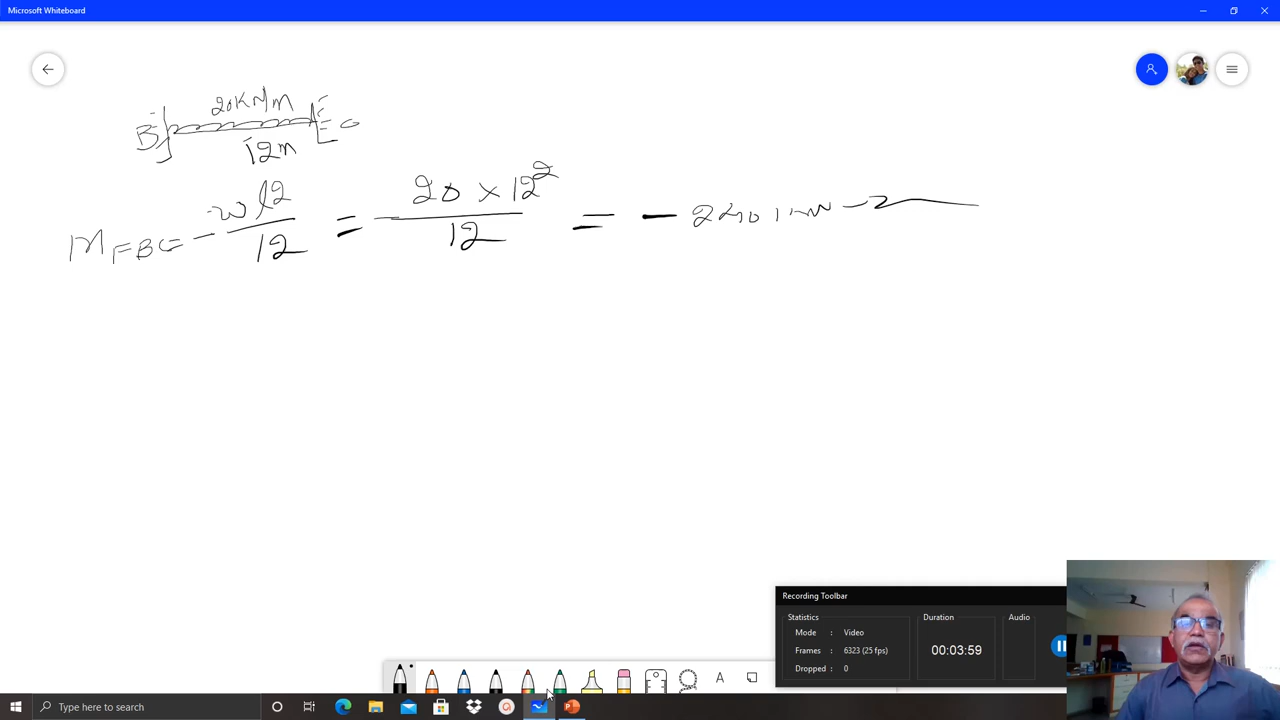 Microsoft Whiteboard
20KN/m
B C
12m
MFBC = - wl2 / 12 = 20 × 12² / 12 = - 240
Recording Toolbar
Statistics Duration Audio
Mode : Video
Frames : 6323 (25 fps) 00:03:59
Dropped : 0
A
Type here to search